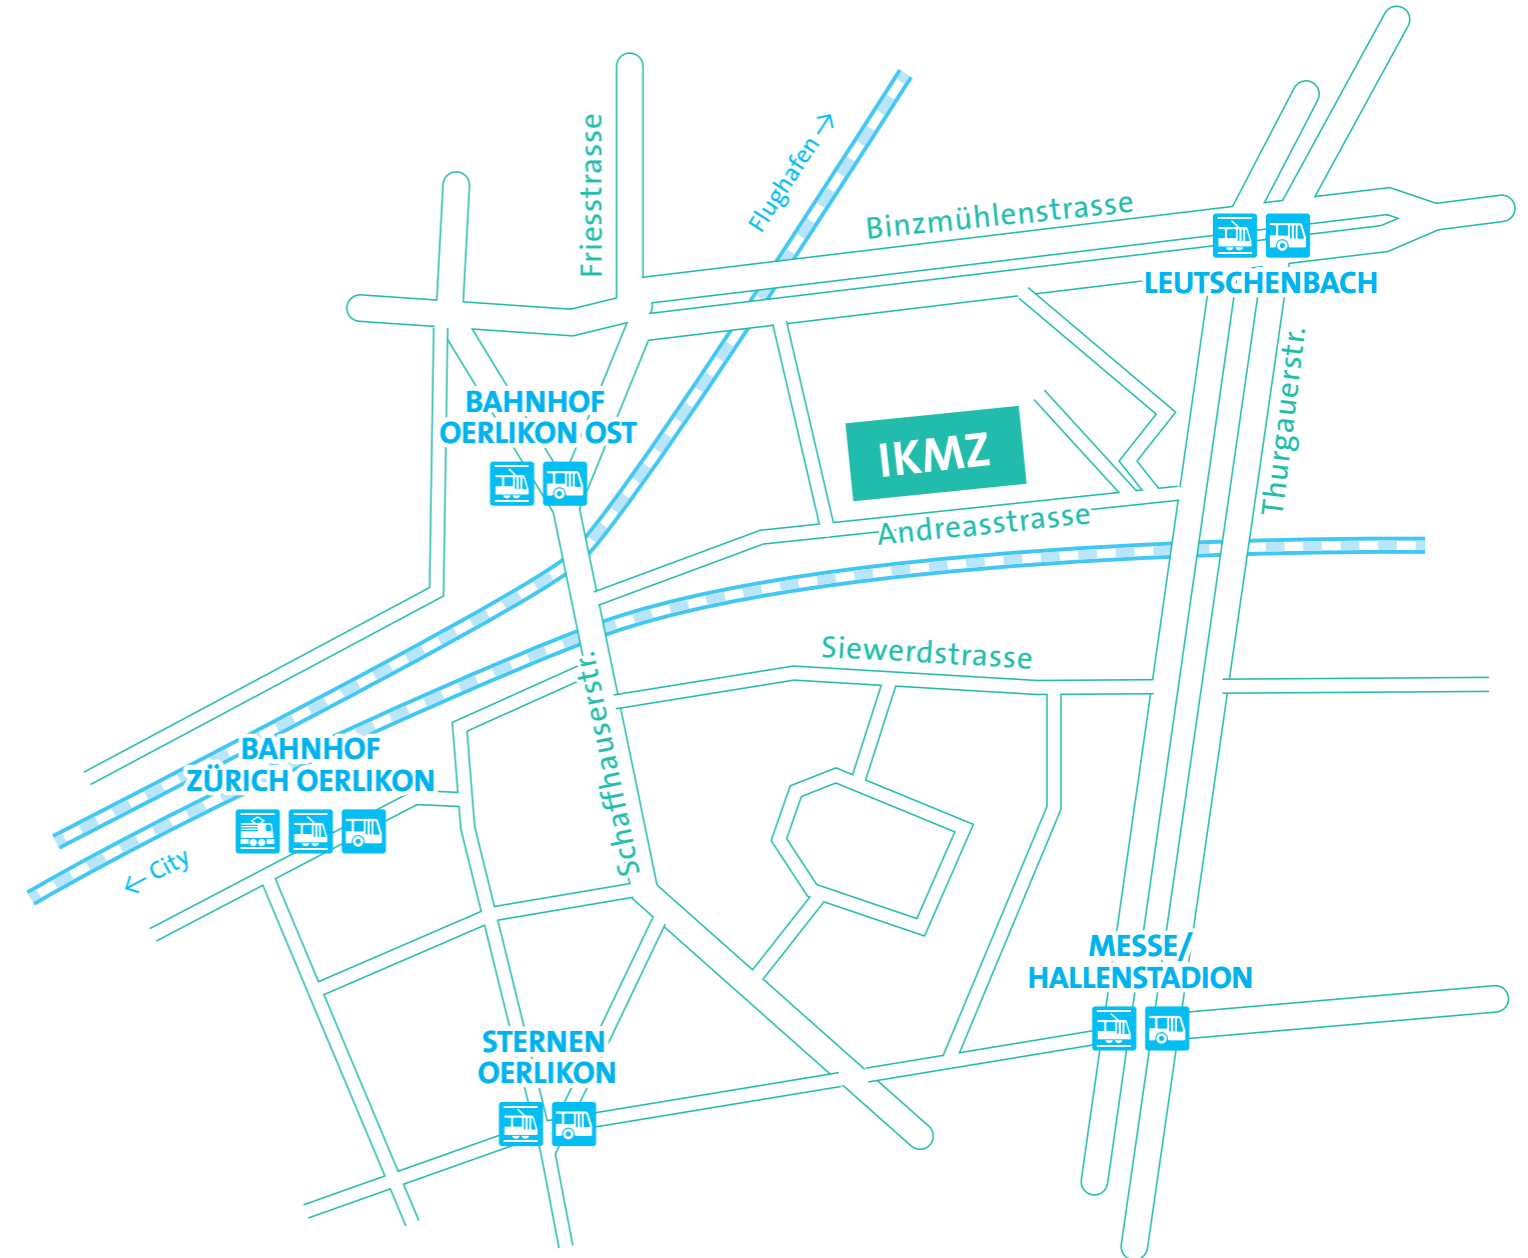 Friesstrasse
Flughafen →
Binzmühlenstrasse
LEUTSCHENBACH
Thurgauerstr.
BAHNHOF
OERLIKON OST
IKMZ
Andreasstrasse
Siewerdstrasse
Schaffhauserstr.
BAHNHOF
ZÜRICH OERLIKON
← City
MESSE/
HALLENSTADION
STERNEN
OERLIKON